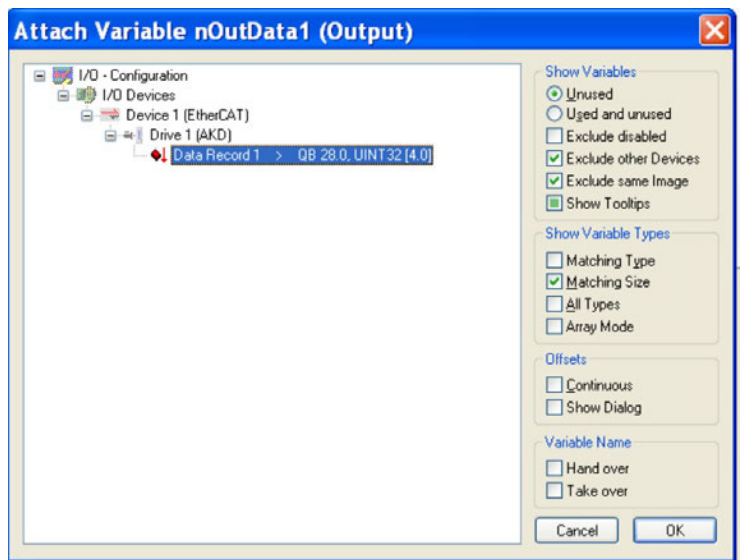 Attach Variable nOutData1 (Output)
I/O - Configuration
I/O Devices
Device 1 (EtherCAT)
Drive 1 (AKD)
Data Record 1 > QB 28.0, UINT32 [4.0]
Show Variables
Unused
Used and unused
Exclude disabled
Exclude other Devices
Exclude same Image
Show Tooltips
Show Variable Types
Matching Type
Matching Size
All Types
Array Mode
Offsets
Continuous
Show Dialog
Variable Name
Hand over
Take over
Cancel
OK